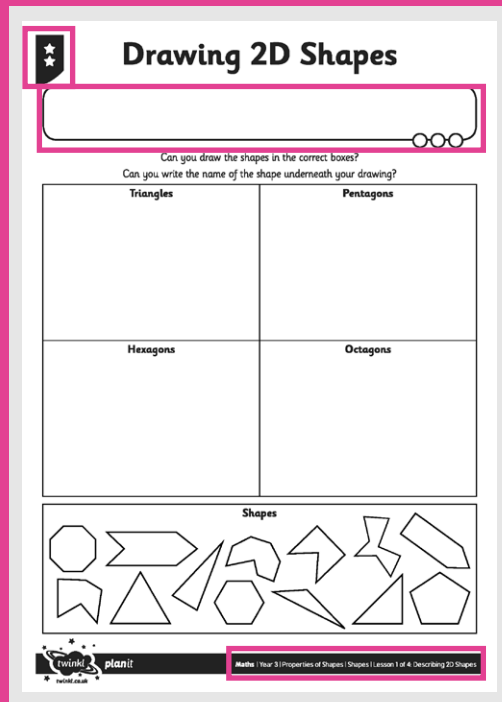 Drawing 2D Shapes
Can you draw the shapes in the correct boxes?
Can you write the name of the shape underneath your drawing?
Triangles
Pentagons
Hexagons
Octagons
Shapes
twinkl
planit
twinkl.co.uk
Maths | Year 3 | Properties of Shapes | Shapes | Lesson 1 of 4: Describing 2D Shapes